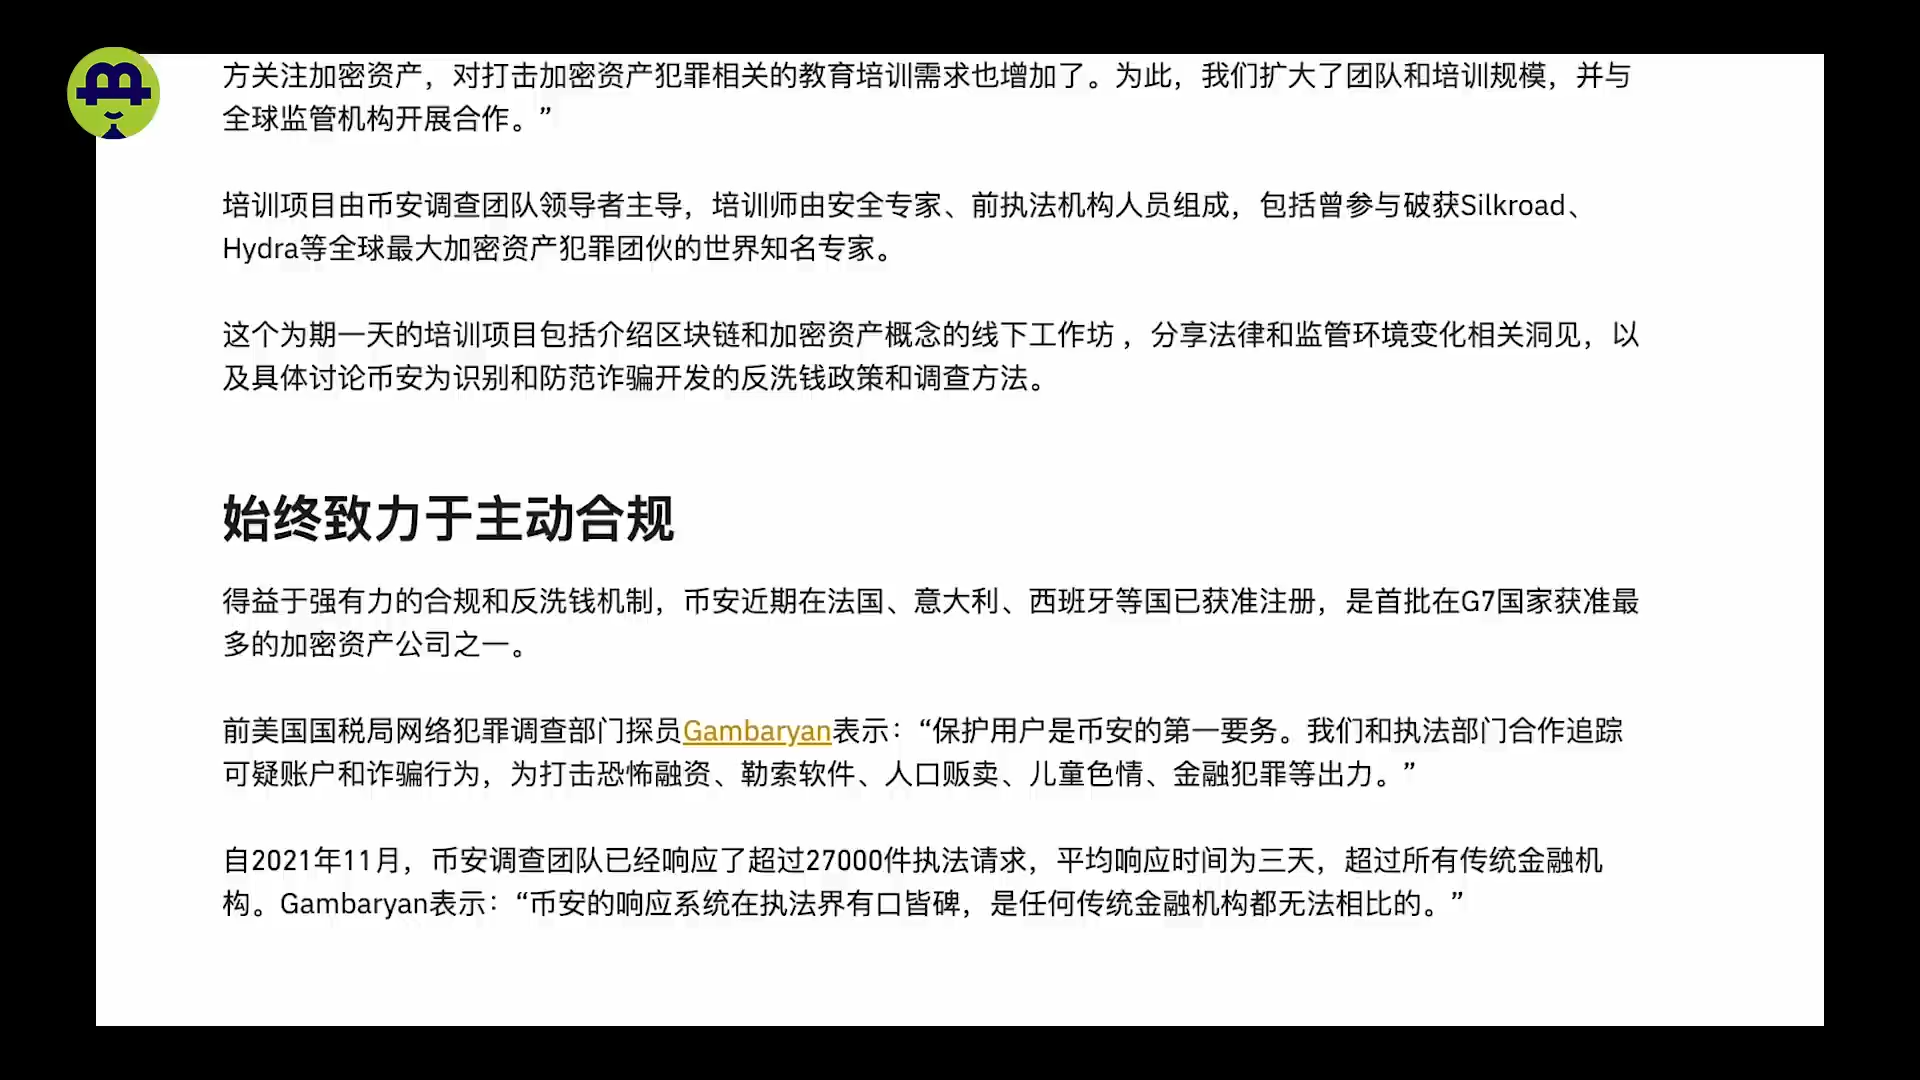 方关注加密资产，对打击加密资产犯罪相关的教育培训需求也增加了。为此，我们扩大了团队和培训规模，并与
全球监管机构开展合作。”
培训项目由币安调查团队领导者主导，培训师由安全专家、前执法机构人员组成，包括曾参与破获Silkroad、
Hydra等全球最大加密资产犯罪团伙的世界知名专家。
这个为期一天的培训项目包括介绍区块链和加密资产概念的线下工作坊 ，分享法律和监管环境变化相关洞见，以
及具体讨论币安为识别和防范诈骗开发的反洗钱政策和调查方法。
始终致力于主动合规
得益于强有力的合规和反洗钱机制，币安近期在法国、意大利、西班牙等国已获准注册，是首批在G7国家获准最
多的加密资产公司之一。
前美国国税局网络犯罪调查部门探员Gambaryan表示：“保护用户是币安的第一要务。我们和执法部门合作追踪
可疑账户和诈骗行为，为打击恐怖融资、勒索软件、人口贩卖、儿童色情、金融犯罪等出力。”
自2021年11月，币安调查团队已经响应了超过27000件执法请求，平均响应时间为三天，超过所有传统金融机
构。Gambaryan表示：“币安的响应系统在执法界有口皆碑，是任何传统金融机构都无法相比的。”